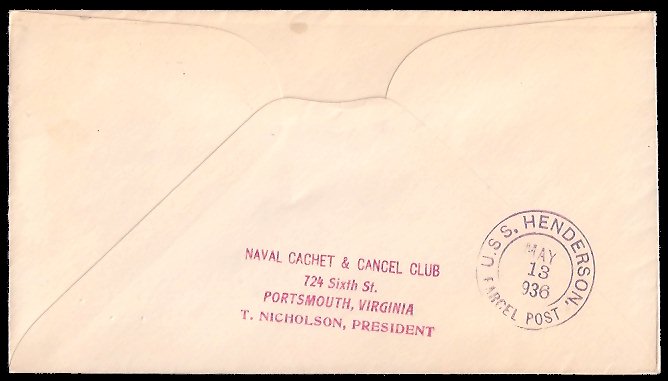 NAVAL CACHET & CANCEL CLUB
724 Sixth St.
PORTSMOUTH, VIRGINIA
T. NICHOLSON, PRESIDENT
U.S.S. HENDERSON,
MAY
13
936
PARCEL POST